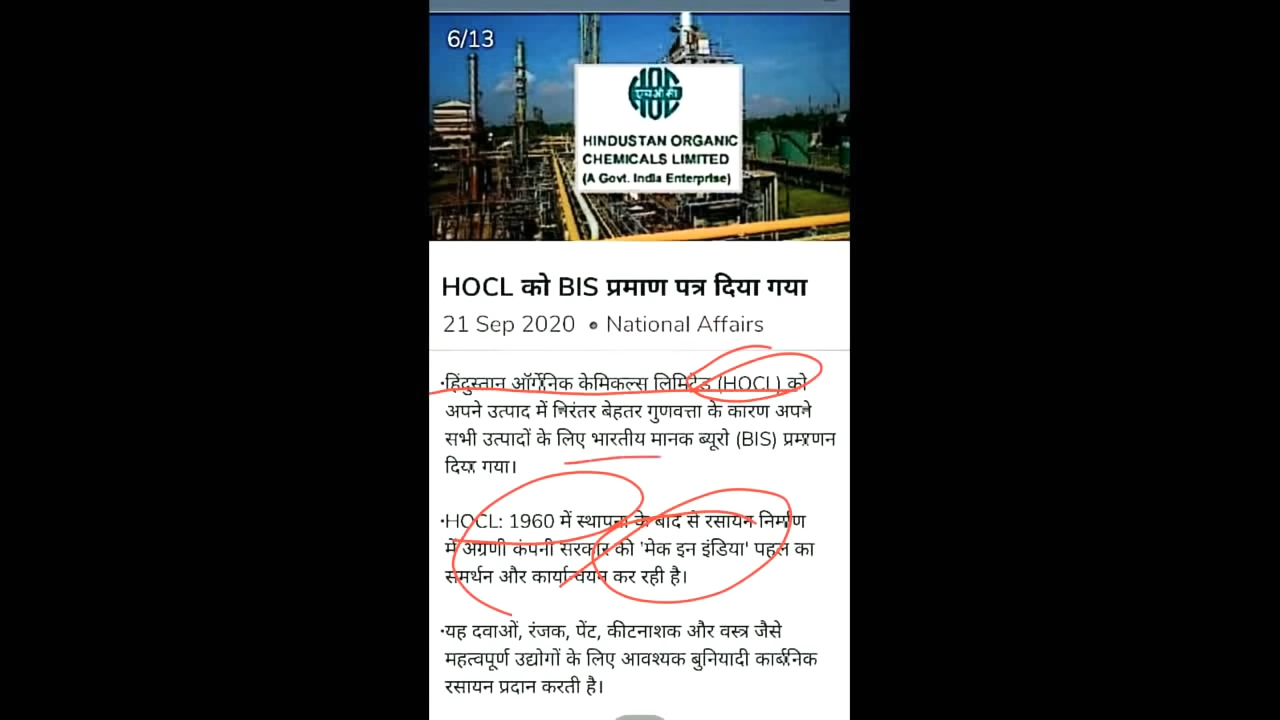 6/13
एचओसी
HOC
HINDUSTAN ORGANIC
CHEMICALS LIMITED
(A Govt. India Enterprise)
HOCL को BIS प्रमाण पत्र दिया गया
21 Sep 2020 • National Affairs
•हिंदुस्तान ऑर्गेनिक केमिकल्स लिमिटेड (HOCL) को
अपने उत्पाद में निरंतर बेहतर गुणवत्ता के कारण अपने
सभी उत्पादों के लिए भारतीय मानक ब्यूरो (BIS) प्रमाणन
दिया गया।
•HOCL: 1960 में स्थापना के बाद से रसायन निर्माण
में अग्रणी कंपनी सरकार की 'मेक इन इंडिया' पहल का
समर्थन और कार्यान्वयन कर रही है।
•यह दवाओं, रंजक, पेंट, कीटनाशक और वस्त्र जैसे
महत्वपूर्ण उद्योगों के लिए आवश्यक बुनियादी कार्बनिक
रसायन प्रदान करती है।